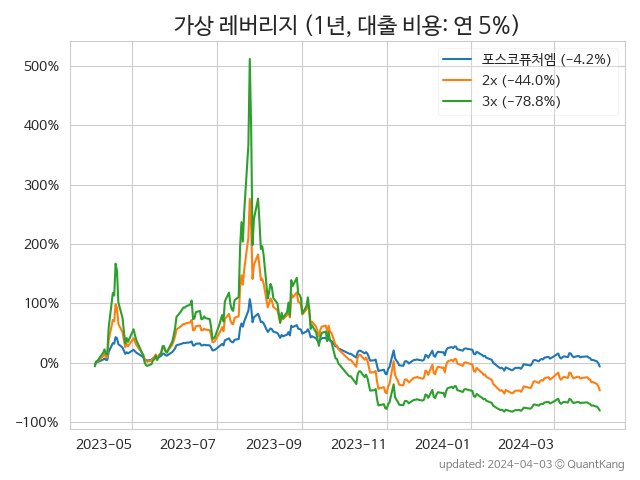 가상 레버리지 (1년, 대출 비용: 연 5%)
포스코퓨처엠 (−4.2%)
2x (−44.0%)
3x (−78.8%)
500%
400%
300%
200%
100%
0%
−100%
2023-05 2023-07 2023-09 2023-11 2024-01 2024-03
updated: 2024-04-03 © QuantKang